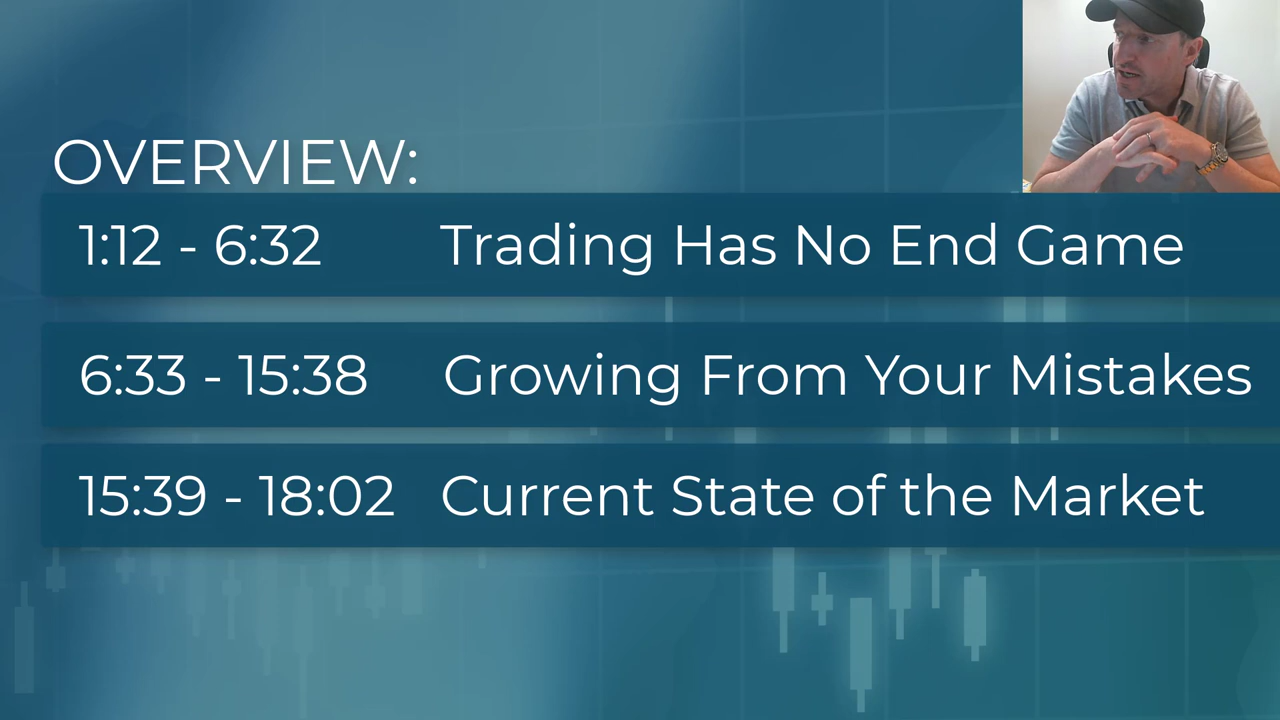 OVERVIEW:
1:12 - 6:32 Trading Has No End Game
6:33 - 15:38 Growing From Your Mistakes
15:39 - 18:02 Current State of the Market